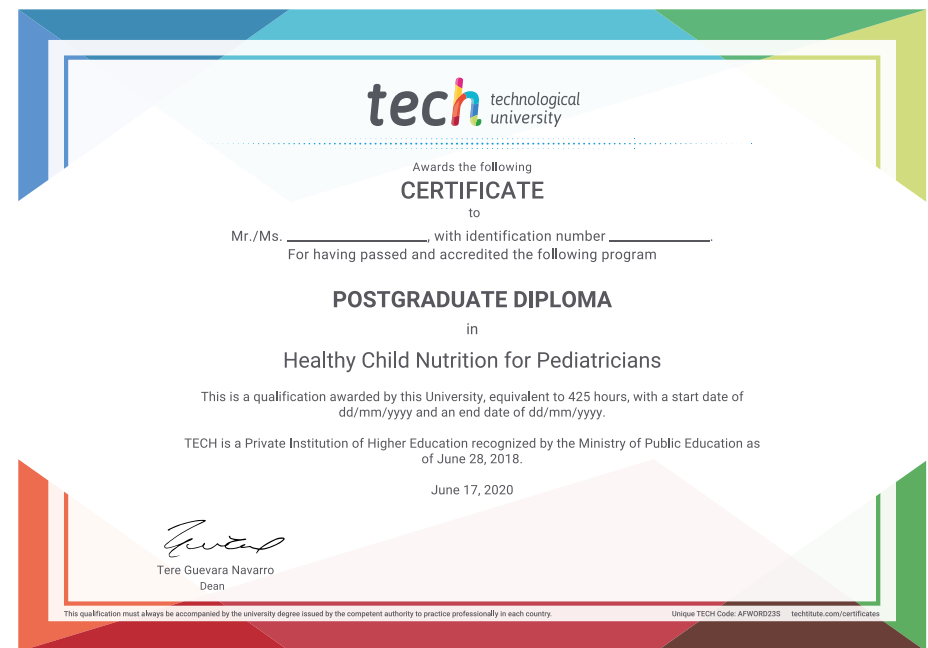 tech technological
university
Awards the following
CERTIFICATE
to
Mr./Ms. ____________, with identification number ____________.
For having passed and accredited the following program
POSTGRADUATE DIPLOMA
in
Healthy Child Nutrition for Pediatricians
This is a qualification awarded by this University, equivalent to 425 hours, with a start date of
dd/mm/yyyy and an end date of dd/mm/yyyy.
TECH is a Private Institution of Higher Education recognized by the Ministry of Public Education as
of June 28, 2018.
June 17, 2020
Tere Guevara Navarro
Dean
This qualification must always be accompanied by the university degree issued by the competent authority to practice professionally in each country.
Unique TECH Code: AFWORD23S techtitute.com/certificates